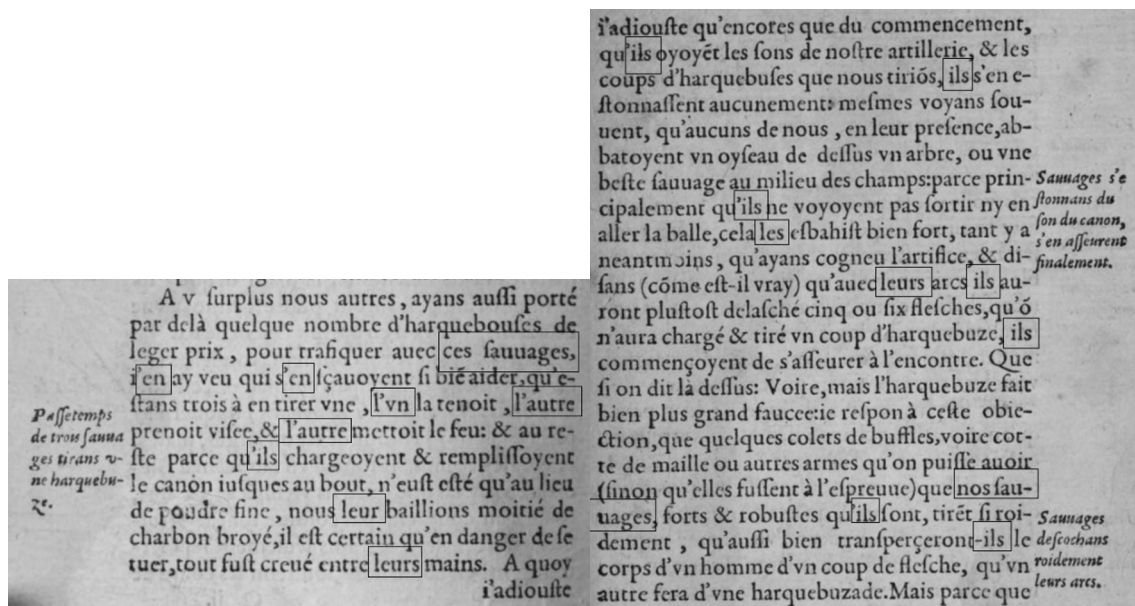 A v ſurplus nous autres, ayans auſſi porté
par delà quelque nombre d'harquebouſes de
leger prix, pour trafiquer auec ces ſauuages,
i'en ay veu qui s'en ſçauoyent ſi biē aider, qu'e-
ſtans trois à en tirer vne, l'vn la tenoit, l'autre
prenoit viſee, & l'autre mettoit le feu: & au re-
ſte parce qu'ils chargeoyent & rempliſſoyent
le canon iuſques au bout, n'euſt eſté qu'au lieu
de poudre fine, nous leur baillions moitié de
charbon broyé, il eſt certain qu'en danger de ſe
tuer, tout fuſt creué entre leurs mains. A quoy
i'adiouſte
Paſſetemps
de trois ſauua
ges tirans v-
ne harquebu-
ze.
i'adiouſte qu'encores que du commencement,
qu'ils oyoyēt les ſons de noſtre artillerie, & les
coups d'harquebuſes que nous tiriōs, ils s'en e-
ſtonnaſſent aucunement: meſmes voyans ſou-
uent, qu'aucuns de nous, en leur preſence, ab-
batoyent vn oyſeau de deſſus vn arbre, ou vne
beſte ſauuage au milieu des champs: parce prin-
cipalement qu'ils ne voyoyent pas ſortir ny en
aller la balle, cela les eſbahiſt bien fort, tant y a
neantmoins, qu'ayans cogneu l'artifice, & di-
ſans (cōme eſt-il vray) qu'auec leurs arcs ils au-
ront pluſtoſt delaſché cinq ou ſix fleſches, qu'ō
n'aura chargé & tiré vn coup d'harquebuze, ils
commençoyent de s'aſſeurer à l'encontre. Que
ſi on dit là deſſus: Voire, mais l'harquebuze fait
bien plus grand faucee: ie reſpon à ceſte obie-
ction, que quelques colets de buffles, voire cot-
te de maille ou autres armes qu'on puiſſe auoir
(ſinon qu'elles fuſſent à l'eſpreuue) que nos ſau-
uages, forts & robuſtes qu'ils ſont, tirēt ſi roi-
dement, qu'auſſi bien tranſperçeront-ils le
corps d'vn homme d'vn coup de fleſche, qu'vn
autre fera d'vne harquebuzade. Mais parce que
Sauuages s'e
ſtonnans du
ſon du canon,
s'en aſſeurent
finalement.
Sauuages
deſcochans
roidement
leurs arcs.